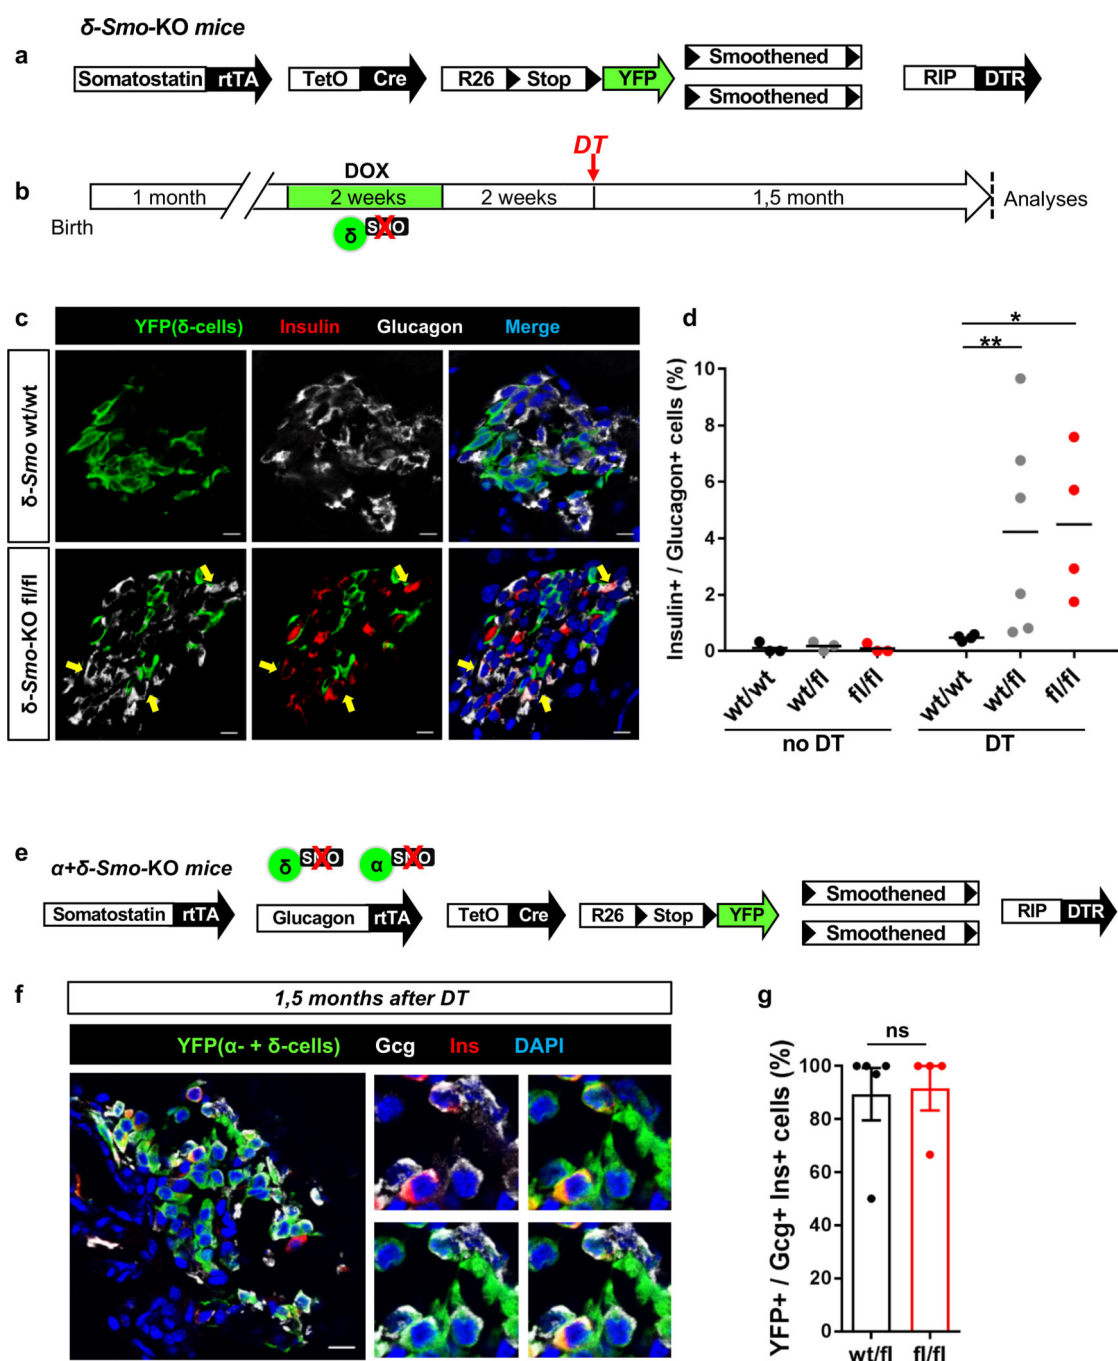 δ-Smo-KO mice
a
Somatostatin rtTA TetO Cre R26 Stop YFP Smoothened RIP DTR
Smoothened
DT
b
DOX
1 month 2 weeks 2 weeks 1,5 month Analyses
Birth
δ SMO
c
YFP(δ-cells) Insulin Glucagon Merge
δ-Smo wt/wt
δ-Smo-KO fl/fl
d
*
**
Insulin+ / Glucagon+ cells (%)
10
8
6
4
2
0
wt/wt wt/fl fl/fl wt/wt wt/fl fl/fl
no DT DT
e
δ SMO α SMO
α+δ-Smo-KO mice
Somatostatin rtTA Glucagon rtTA TetO Cre R26 Stop YFP Smoothened RIP DTR
Smoothened
f
1,5 months after DT
YFP(α- + δ-cells) Gcg Ins DAPI
g
ns
YFP+ / Gcg+ Ins+ cells (%)
100
80
60
40
20
0
wt/fl fl/fl